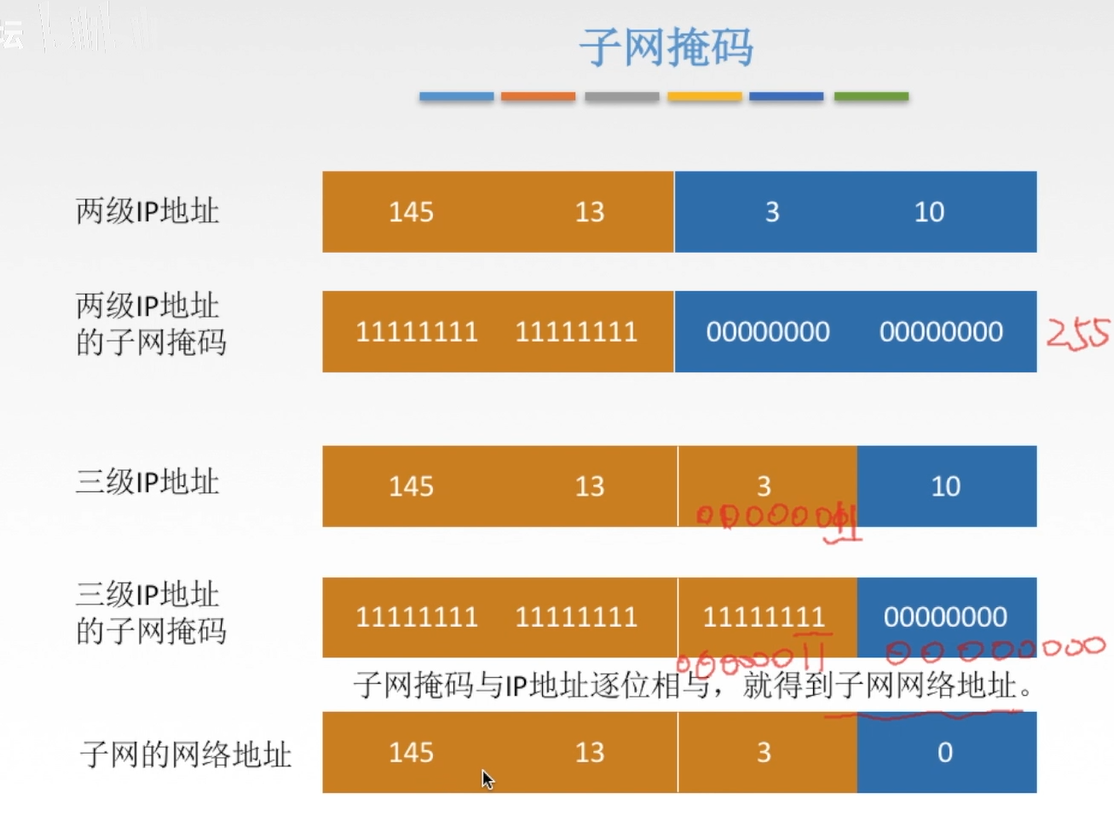 坛
子网掩码
两级IP地址 145 13 3 10
两级IP地址
的子网掩码 11111111 11111111 00000000 00000000 255
三级IP地址 145 13 3 10
00000011
三级IP地址
的子网掩码 11111111 11111111 11111111 00000000
00000011 00000000
子网掩码与IP地址逐位相与，就得到子网网络地址。
子网的网络地址 145 13 3 0